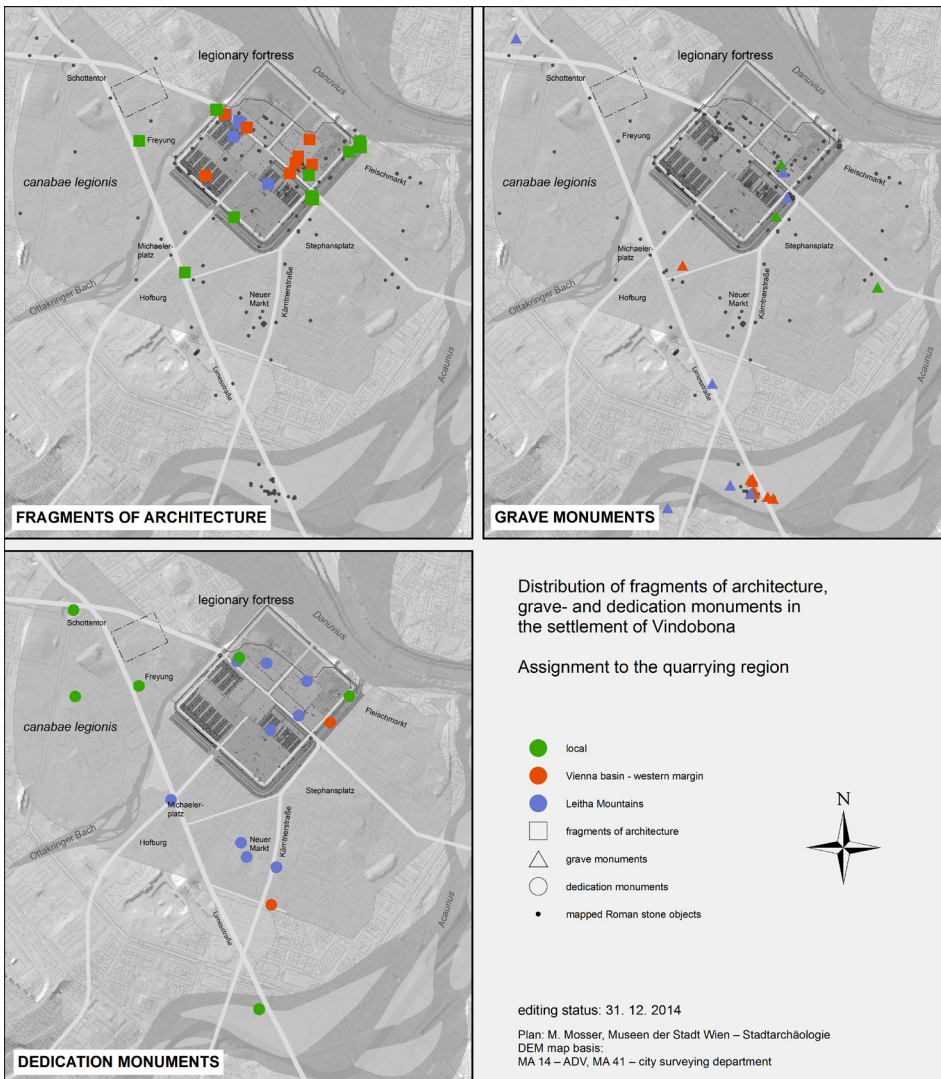 legionary fortress
Danuvius
Schottentor
Freyung
canabae legionis
Fleischmarkt
Michaeler-
platz
Stephansplatz
Ottakringer Bach
Hofburg
Neuer
Markt
Kärntnerstraße
Limesstraße
Acaunus
FRAGMENTS OF ARCHITECTURE
legionary fortress
Danuvius
Schottentor
Freyung
canabae legionis
Fleischmarkt
Michaeler-
platz
Stephansplatz
Ottakringer Bach
Hofburg
Neuer
Markt
Kärntnerstraße
Limesstraße
Acaunus
GRAVE MONUMENTS
legionary fortress
Danuvius
Schottentor
Freyung
canabae legionis
Fleischmarkt
Michaeler-
platz
Stephansplatz
Ottakringer Bach
Hofburg
Neuer
Markt
Kärntnerstraße
Limesstraße
Acaunus
DEDICATION MONUMENTS
Distribution of fragments of architecture,
grave- and dedication monuments in
the settlement of Vindobona
Assignment to the quarrying region
local
Vienna basin - western margin
Leitha Mountains
fragments of architecture
grave monuments
dedication monuments
mapped Roman stone objects
N
editing status: 31. 12. 2014
Plan: M. Mosser, Museen der Stadt Wien – Stadtarchäologie
DEM map basis:
MA 14 – ADV, MA 41 – city surveying department